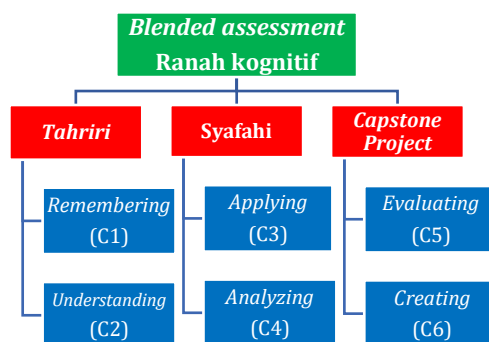 Blended assessment
Ranah kognitif
Tahriri
Syafahi
Capstone
Project
Remembering
(C1)
Applying
(C3)
Evaluating
(C5)
Understanding
(C2)
Analyzing
(C4)
Creating
(C6)